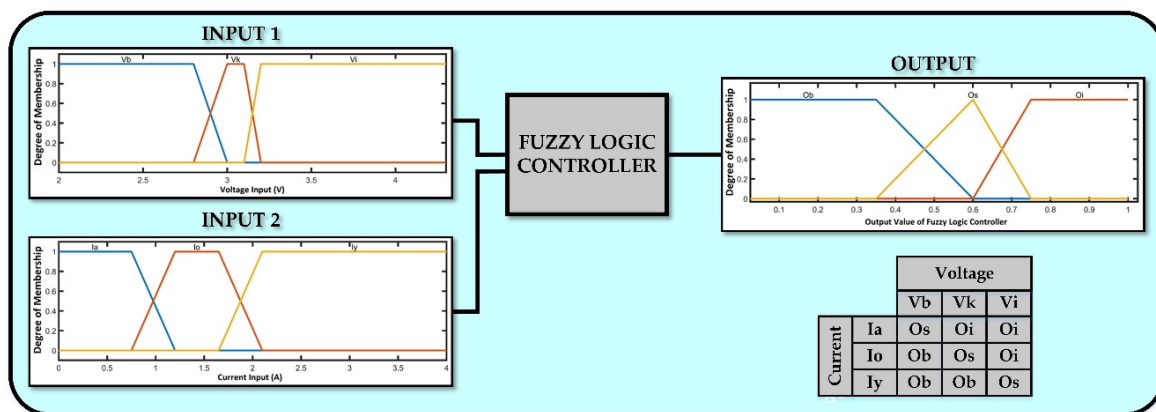 INPUT 1
Vb Vk Vi
Degree of Membership
1
0.8
0.6
0.4
0.2
0
2 2.5 3 3.5 4
Voltage Input (V)
INPUT 2
Ia Io Iy
Degree of Membership
1
0.8
0.6
0.4
0.2
0
0 0.5 1 1.5 2 2.5 3 3.5 4
Current Input (A)
FUZZY LOGIC
CONTROLLER
OUTPUT
Ob Os Oi
Degree of Membership
1
0.8
0.6
0.4
0.2
0
0.1 0.2 0.3 0.4 0.5 0.6 0.7 0.8 0.9 1
Output Value of Fuzzy Logic Controller
Voltage
Vb Vk Vi
Current
Ia Os Oi Oi
Io Ob Os Oi
Iy Ob Ob Os